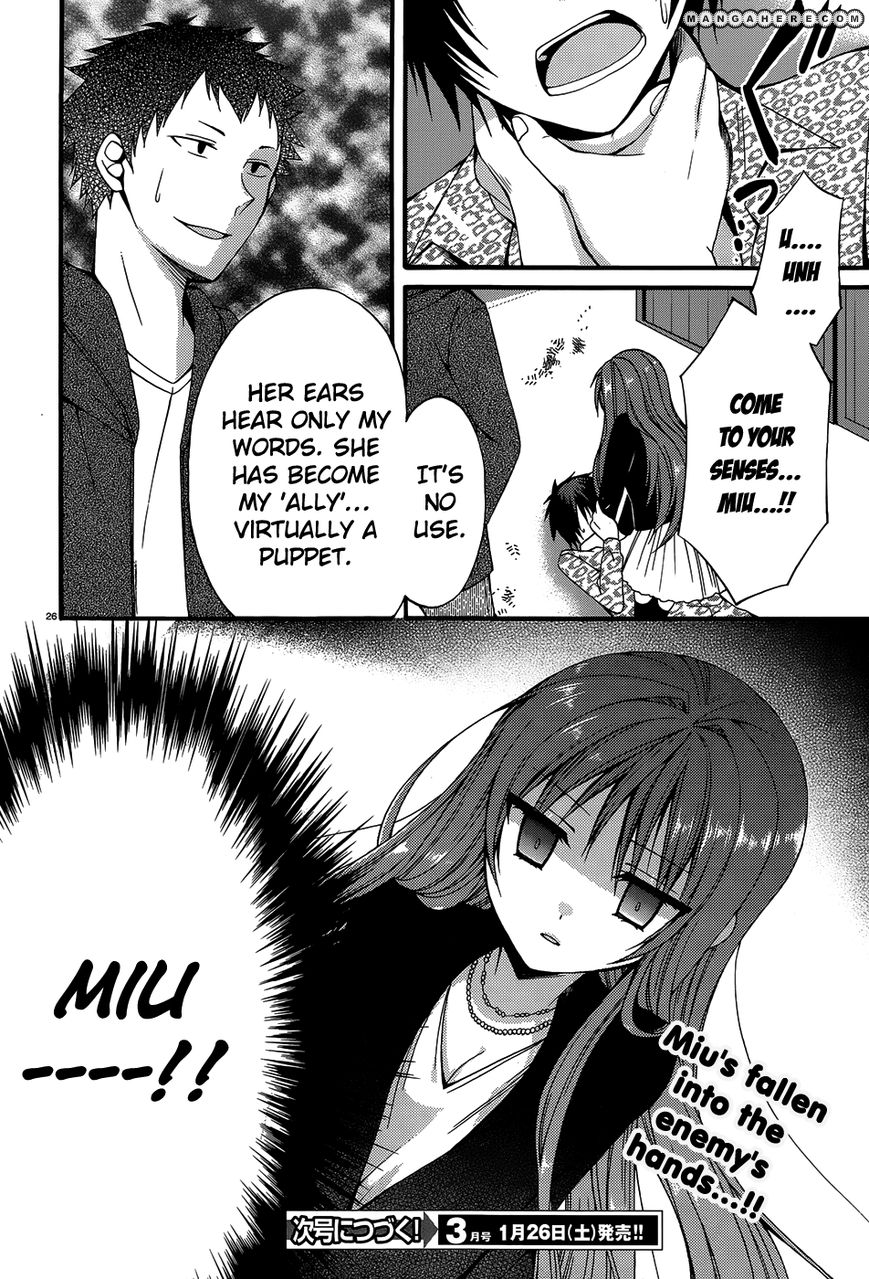 MANGAHERE.COM
U....
UNH
....
COME
TO YOUR
SENSES...
MIU...!!
IT'S
NO
USE.
HER EARS
HEAR ONLY MY
WORDS. SHE
HAS BECOME
MY 'ALLY'...
VIRTUALLY A
PUPPET.
26
MIU
----!!
Miu's fallen
into the
enemy's
hands...!!
次号につづく! 3月号 1月26日(土)発売!!